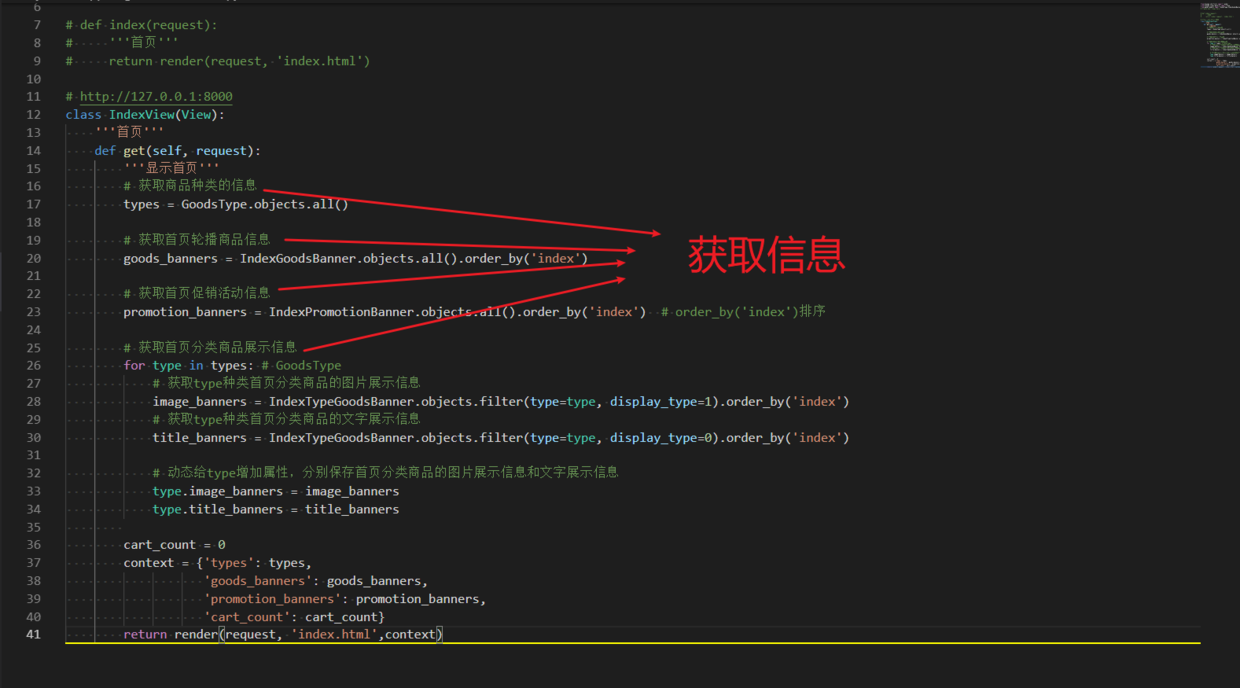 6
7 # def index(request):
8 #     '''首页'''
9 #     return render(request, 'index.html')
10
11 # http://127.0.0.1:8000
12 class IndexView(View):
13     '''首页'''
14     def get(self, request):
15         '''显示首页'''
16         # 获取商品种类的信息
17         types = GoodsType.objects.all()
18
19         # 获取首页轮播商品信息
20         goods_banners = IndexGoodsBanner.objects.all().order_by('index')
获取信息
21
22         # 获取首页促销活动信息
23         promotion_banners = IndexPromotionBanner.objects.all().order_by('index')  # order_by('index')排序
24
25         # 获取首页分类商品展示信息
26         for type in types: # GoodsType
27             # 获取type种类首页分类商品的图片展示信息
28             image_banners = IndexTypeGoodsBanner.objects.filter(type=type, display_type=1).order_by('index')
29             # 获取type种类首页分类商品的文字展示信息
30             title_banners = IndexTypeGoodsBanner.objects.filter(type=type, display_type=0).order_by('index')
31
32             # 动态给type增加属性，分别保存首页分类商品的图片展示信息和文字展示信息
33             type.image_banners = image_banners
34             type.title_banners = title_banners
35
36         cart_count = 0
37         context = {'types': types,
38                    'goods_banners': goods_banners,
39                    'promotion_banners': promotion_banners,
40                    'cart_count': cart_count}
41         return render(request, 'index.html',context)